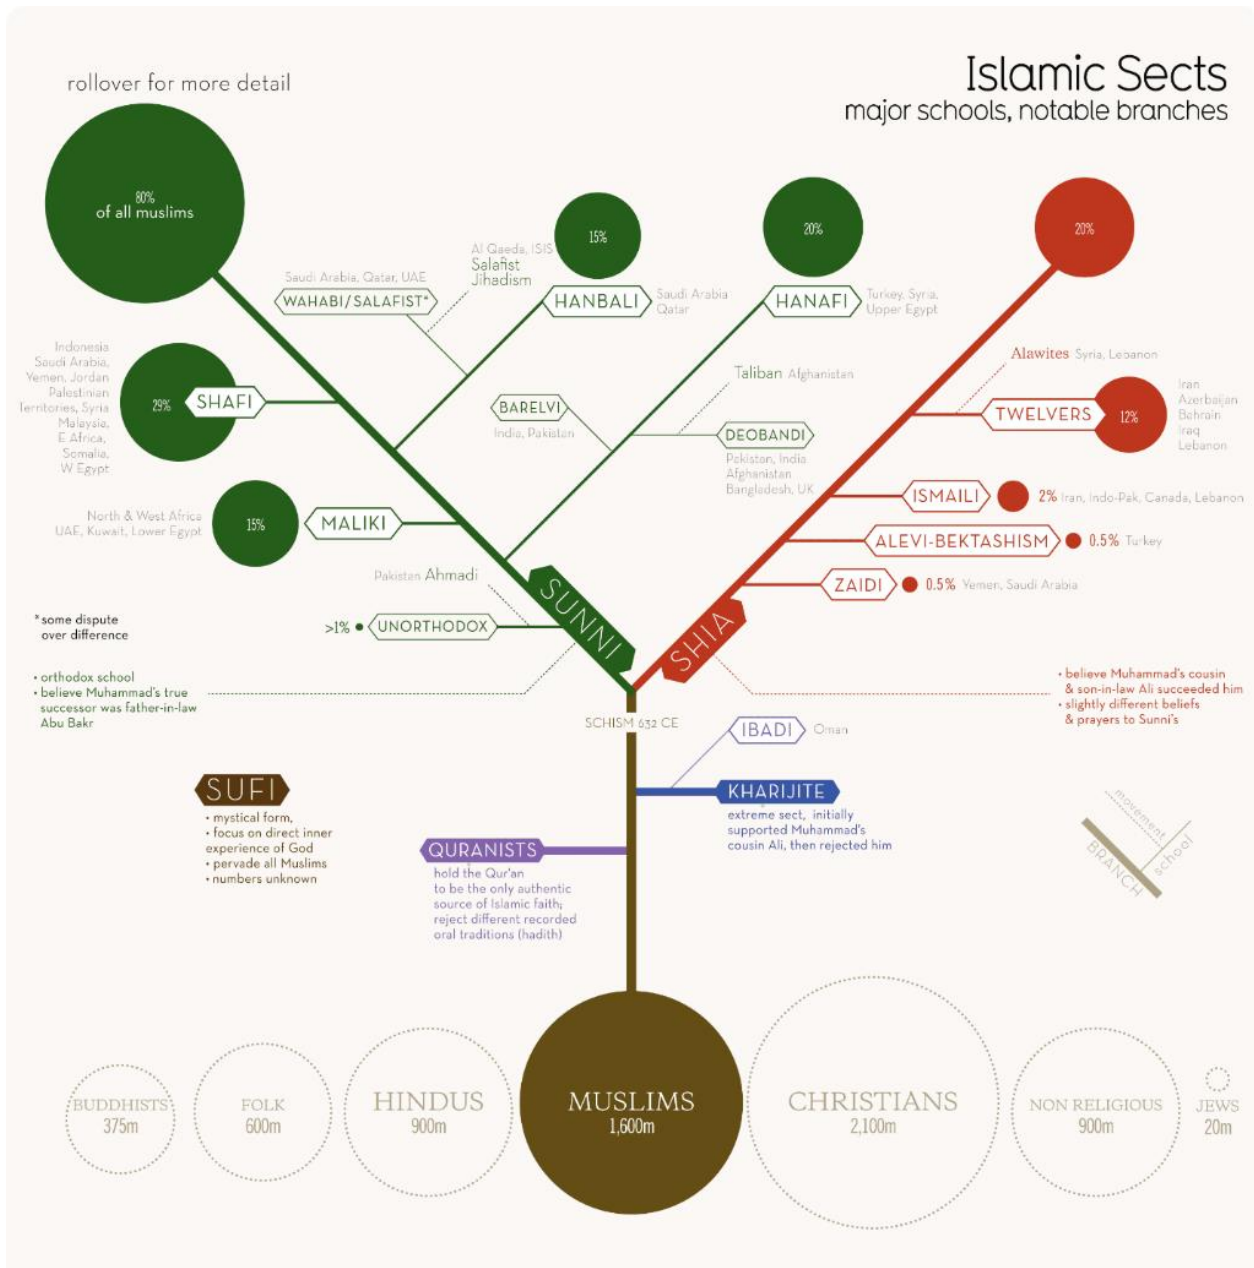 rollover for more detail
Islamic Sects
major schools, notable branches
80%
of all muslims
Al Qaeda, ISIS
Salafist
Jihadism
Saudi Arabia, Qatar, UAE
WAHABI/SALAFIST*
15%
HANBALI
Saudi Arabia
Qatar
20%
HANAFI
Turkey, Syria,
Upper Egypt
20%
Indonesia
Saudi Arabia,
Yemen, Jordan
Palestinian
Territories, Syria
Malaysia,
E Africa,
Somalia,
W Egypt
29%
SHAFI
BARELVI
India, Pakistan
Taliban Afghanistan
DEOBANDI
Pakistan, India
Afghanistan
Bangladesh, UK
Alawites Syria, Lebanon
TWELVERS
12%
Iran
Azerbaijan
Bahrain
Iraq
Lebanon
North & West Africa
UAE, Kuwait, Lower Egypt
15%
MALIKI
ISMAILI
2% Iran, Indo-Pak, Canada, Lebanon
ALEVI-BEKTASHISM
0.5% Turkey
ZAIDI
0.5% Yemen, Saudi Arabia
Pakistan Ahmadi
>1%
UNORTHODOX
SUNNI
SHIA
*some dispute
over difference
• orthodox school
• believe Muhammad's true
successor was father-in-law
Abu Bakr
• believe Muhammad's cousin
& son-in-law Ali succeeded him
• slightly different beliefs
& prayers to Sunni's
SCHISM 632 CE
IBADI
Oman
KHARIJITE
extreme sect, initially
supported Muhammad's
cousin Ali, then rejected him
SUFI
• mystical form,
• focus on direct inner
experience of God
• pervade all Muslims
• numbers unknown
QURANISTS
hold the Qur'an
to be the only authentic
source of Islamic faith;
reject different recorded
oral traditions (hadith)
movement
school
BRANCH
BUDDHISTS
375m
FOLK
600m
HINDUS
900m
MUSLIMS
1,600m
CHRISTIANS
2,100m
NON RELIGIOUS
900m
JEWS
20m